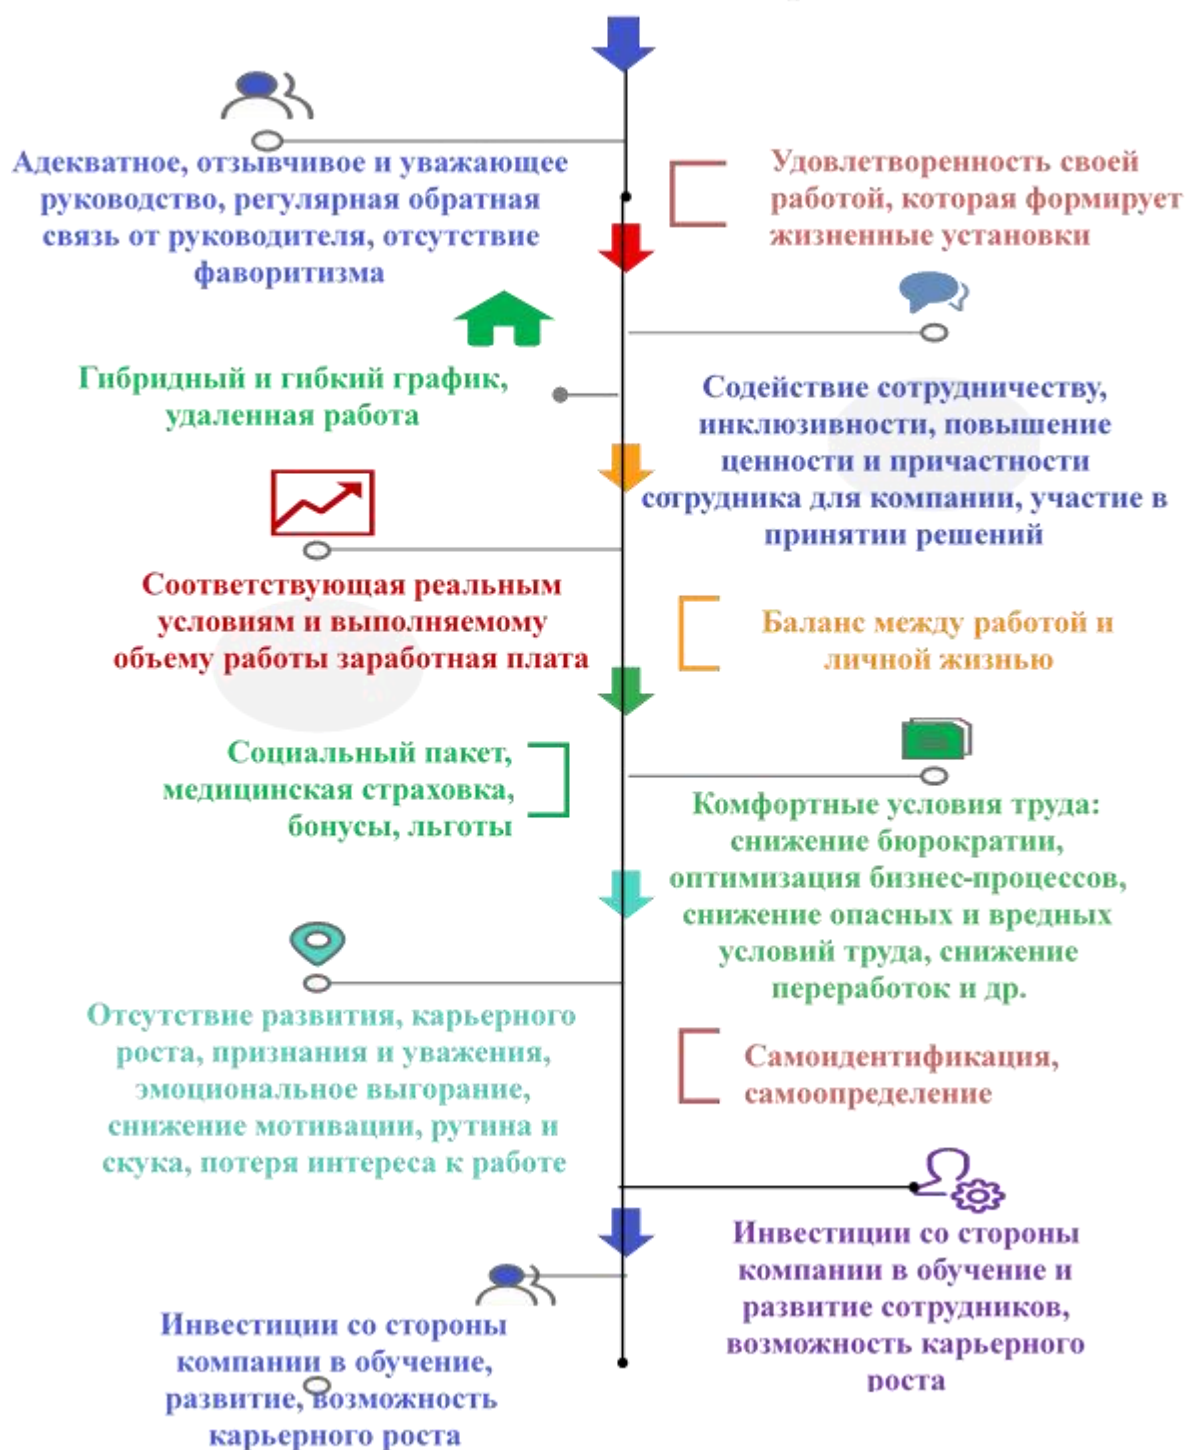 Адекватное, отзывчивое и уважающее
руководство, регулярная обратная
связь от руководителя, отсутствие
фаворитизма
Удовлетворенность своей
работой, которая формирует
жизненные установки
Гибридный и гибкий график,
удаленная работа
Содействие сотрудничеству,
инклюзивности, повышение
ценности и причастности
сотрудника для компании, участие в
принятии решений
Соответствующая реальным
условиям и выполняемому
объему работы заработная плата
Баланс между работой и
личной жизнью
Социальный пакет,
медицинская страховка,
бонусы, льготы
Комфортные условия труда:
снижение бюрократии,
оптимизация бизнес-процессов,
снижение опасных и вредных
условий труда, снижение
переработок и др.
Отсутствие развития, карьерного
роста, признания и уважения,
эмоциональное выгорание,
снижение мотивации, рутина и
скука, потеря интереса к работе
Самоидентификация,
самоопределение
Инвестиции со стороны
компании в обучение и
развитие сотрудников,
возможность карьерного
роста
Инвестиции со стороны
компании в обучение,
развитие, возможность
карьерного роста